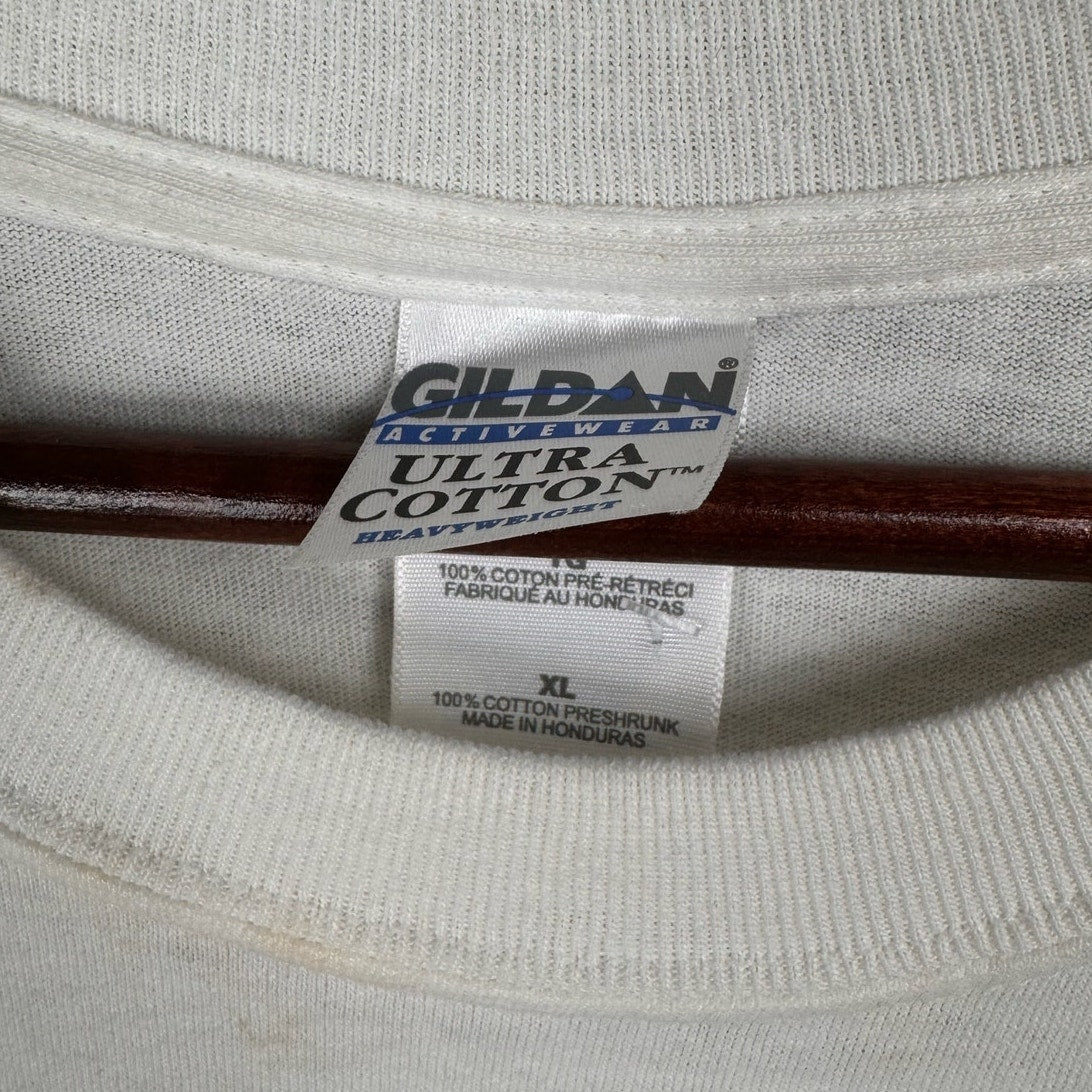 GILDAN®
ACTIVEWEAR
ULTRA
COTTON™
HEAVYWEIGHT
TG
100% COTON PRÉ-RÉTRÉCI
FABRIQUÉ AU HONDURAS
XL
100% COTTON PRESHRUNK
MADE IN HONDURAS